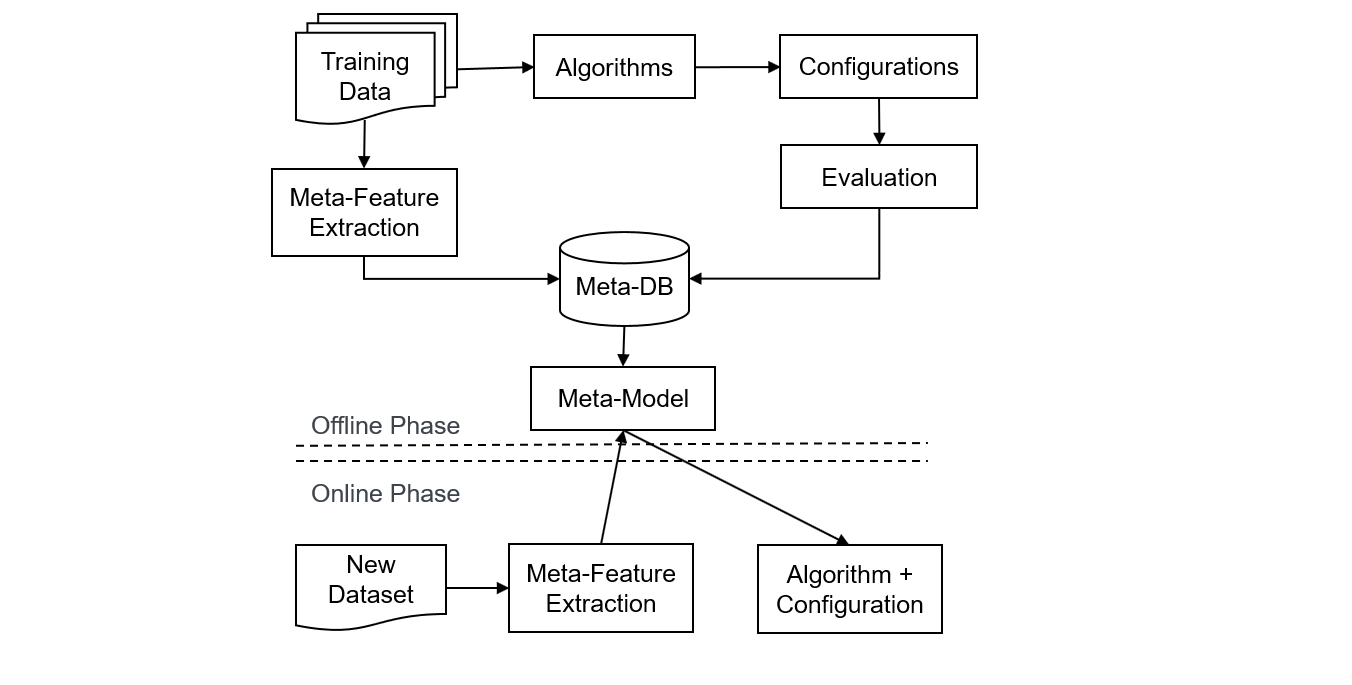 Training
Data
Algorithms
Configurations
Meta-Feature
Extraction
Evaluation
Meta-DB
Meta-Model
Offline Phase
Online Phase
New
Dataset
Meta-Feature
Extraction
Algorithm +
Configuration